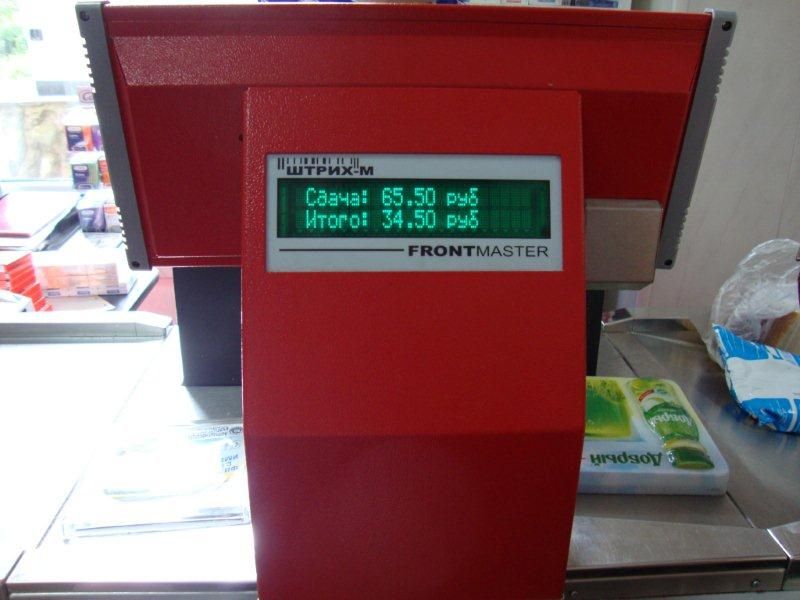 ШТРИХ-М
Сдача: 65.50 руб
Итого: 34.50 руб
FRONTMASTER
Добрый